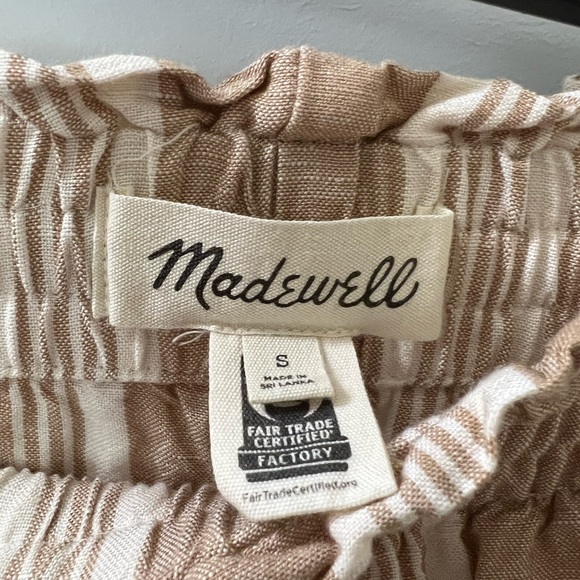 Madewell
S
MADE IN
SRI LANKA
FAIR TRADE
CERTIFIED
FACTORY
FairTradeCertified.org